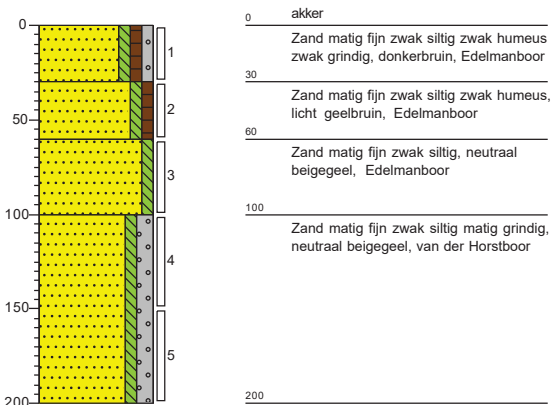 0
50
100
150
200
1
2
3
4
5
0
akker
Zand matig fijn zwak siltig zwak humeus
zwak grindig, donkerbruin, Edelmanboor
30
Zand matig fijn zwak siltig zwak humeus,
licht geelbruin, Edelmanboor
60
Zand matig fijn zwak siltig, neutraal
beigegeel, Edelmanboor
100
Zand matig fijn zwak siltig matig grindig,
neutraal beigegeel, van der Horstboor
200